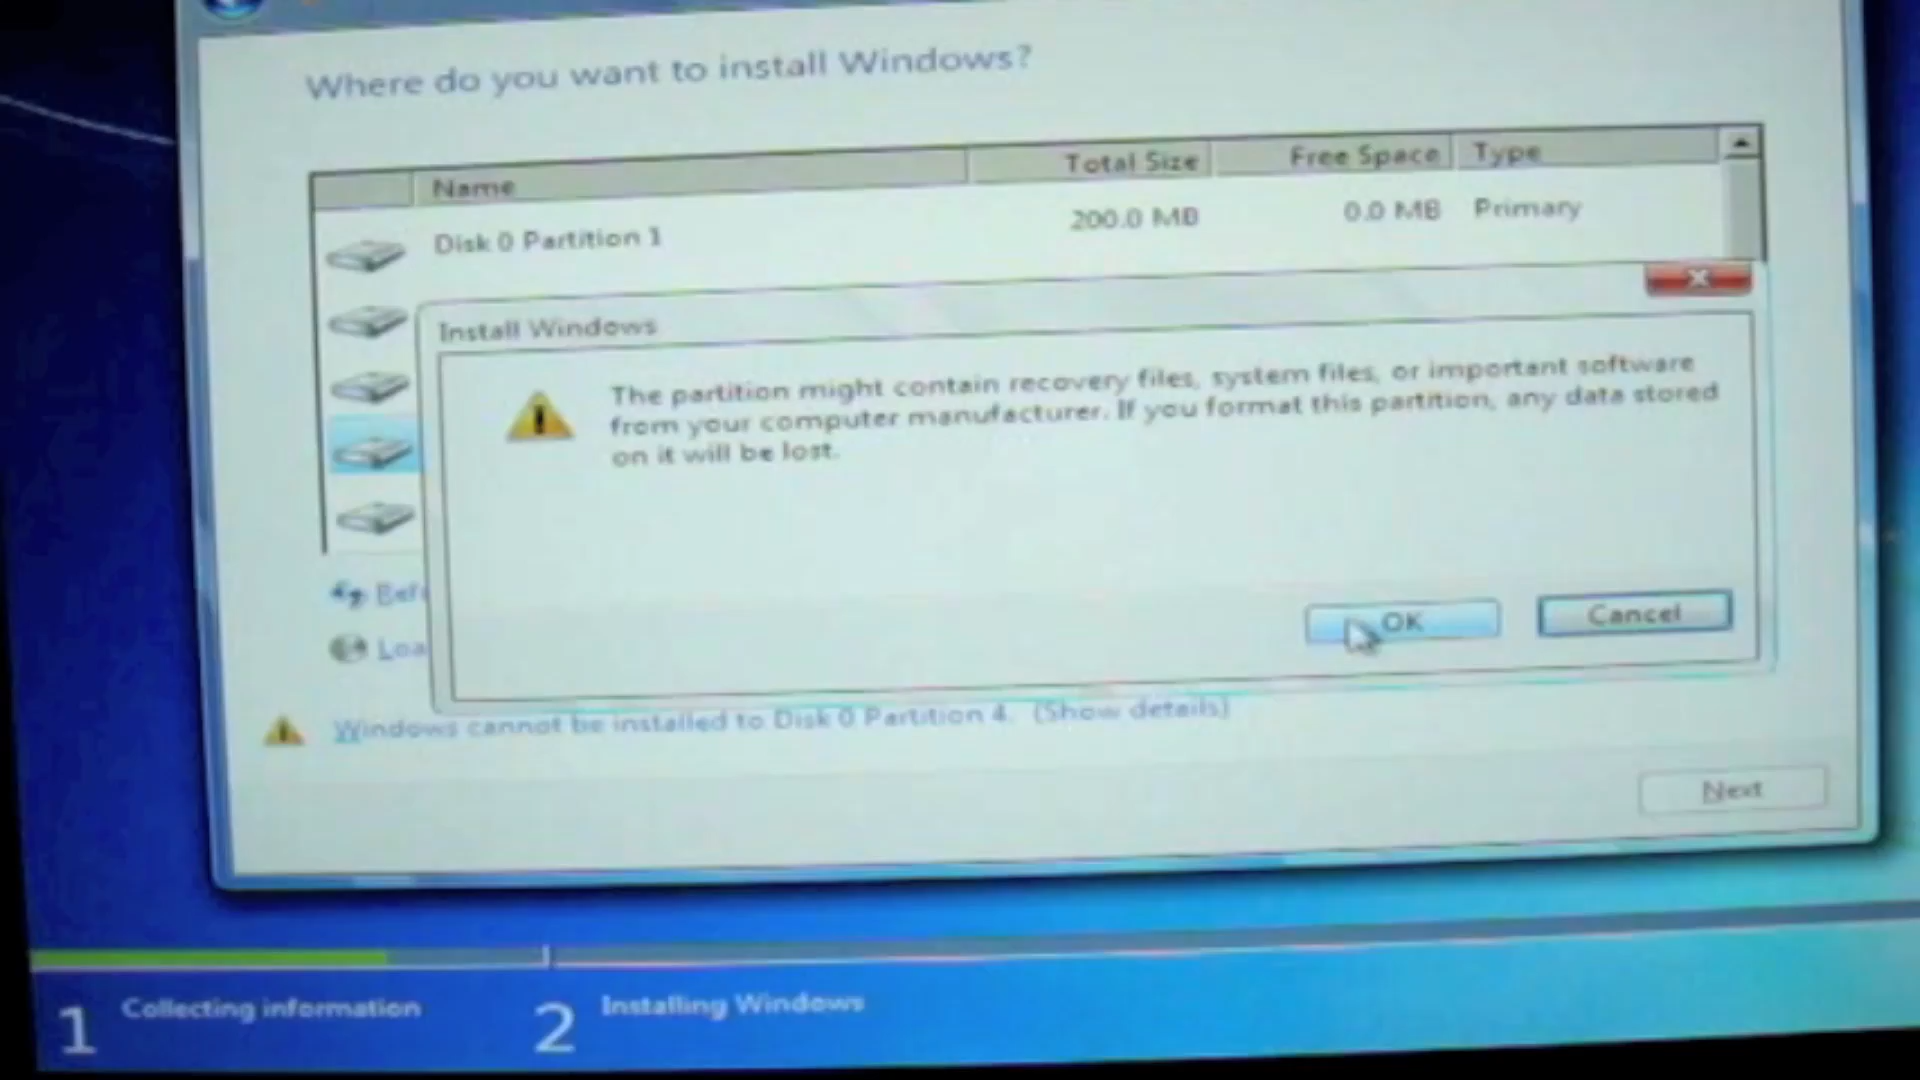 Where do you want to install Windows?
Name Total Size Free Space Type
Disk 0 Partition 1 200.0 MB 0.0 MB Primary
Install Windows
The partition might contain recovery files, system files, or important software
from your computer manufacturer. If you format this partition, any data stored
on it will be lost.
OK Cancel
Windows cannot be installed to Disk 0 Partition 4. (Show details)
Next
1 Collecting information 2 Installing Windows